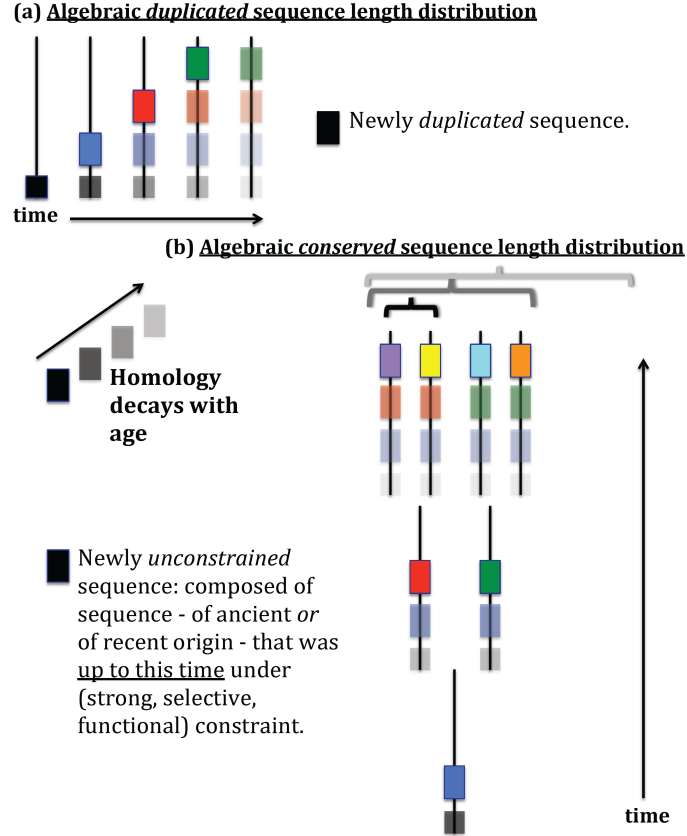 (a) Algebraic duplicated sequence length distribution
Newly duplicated sequence.
time
(b) Algebraic conserved sequence length distribution
Homology
decays with
age
Newly unconstrained
sequence: composed of
sequence - of ancient or
of recent origin - that was
up to this time under
(strong, selective,
functional) constraint.
time